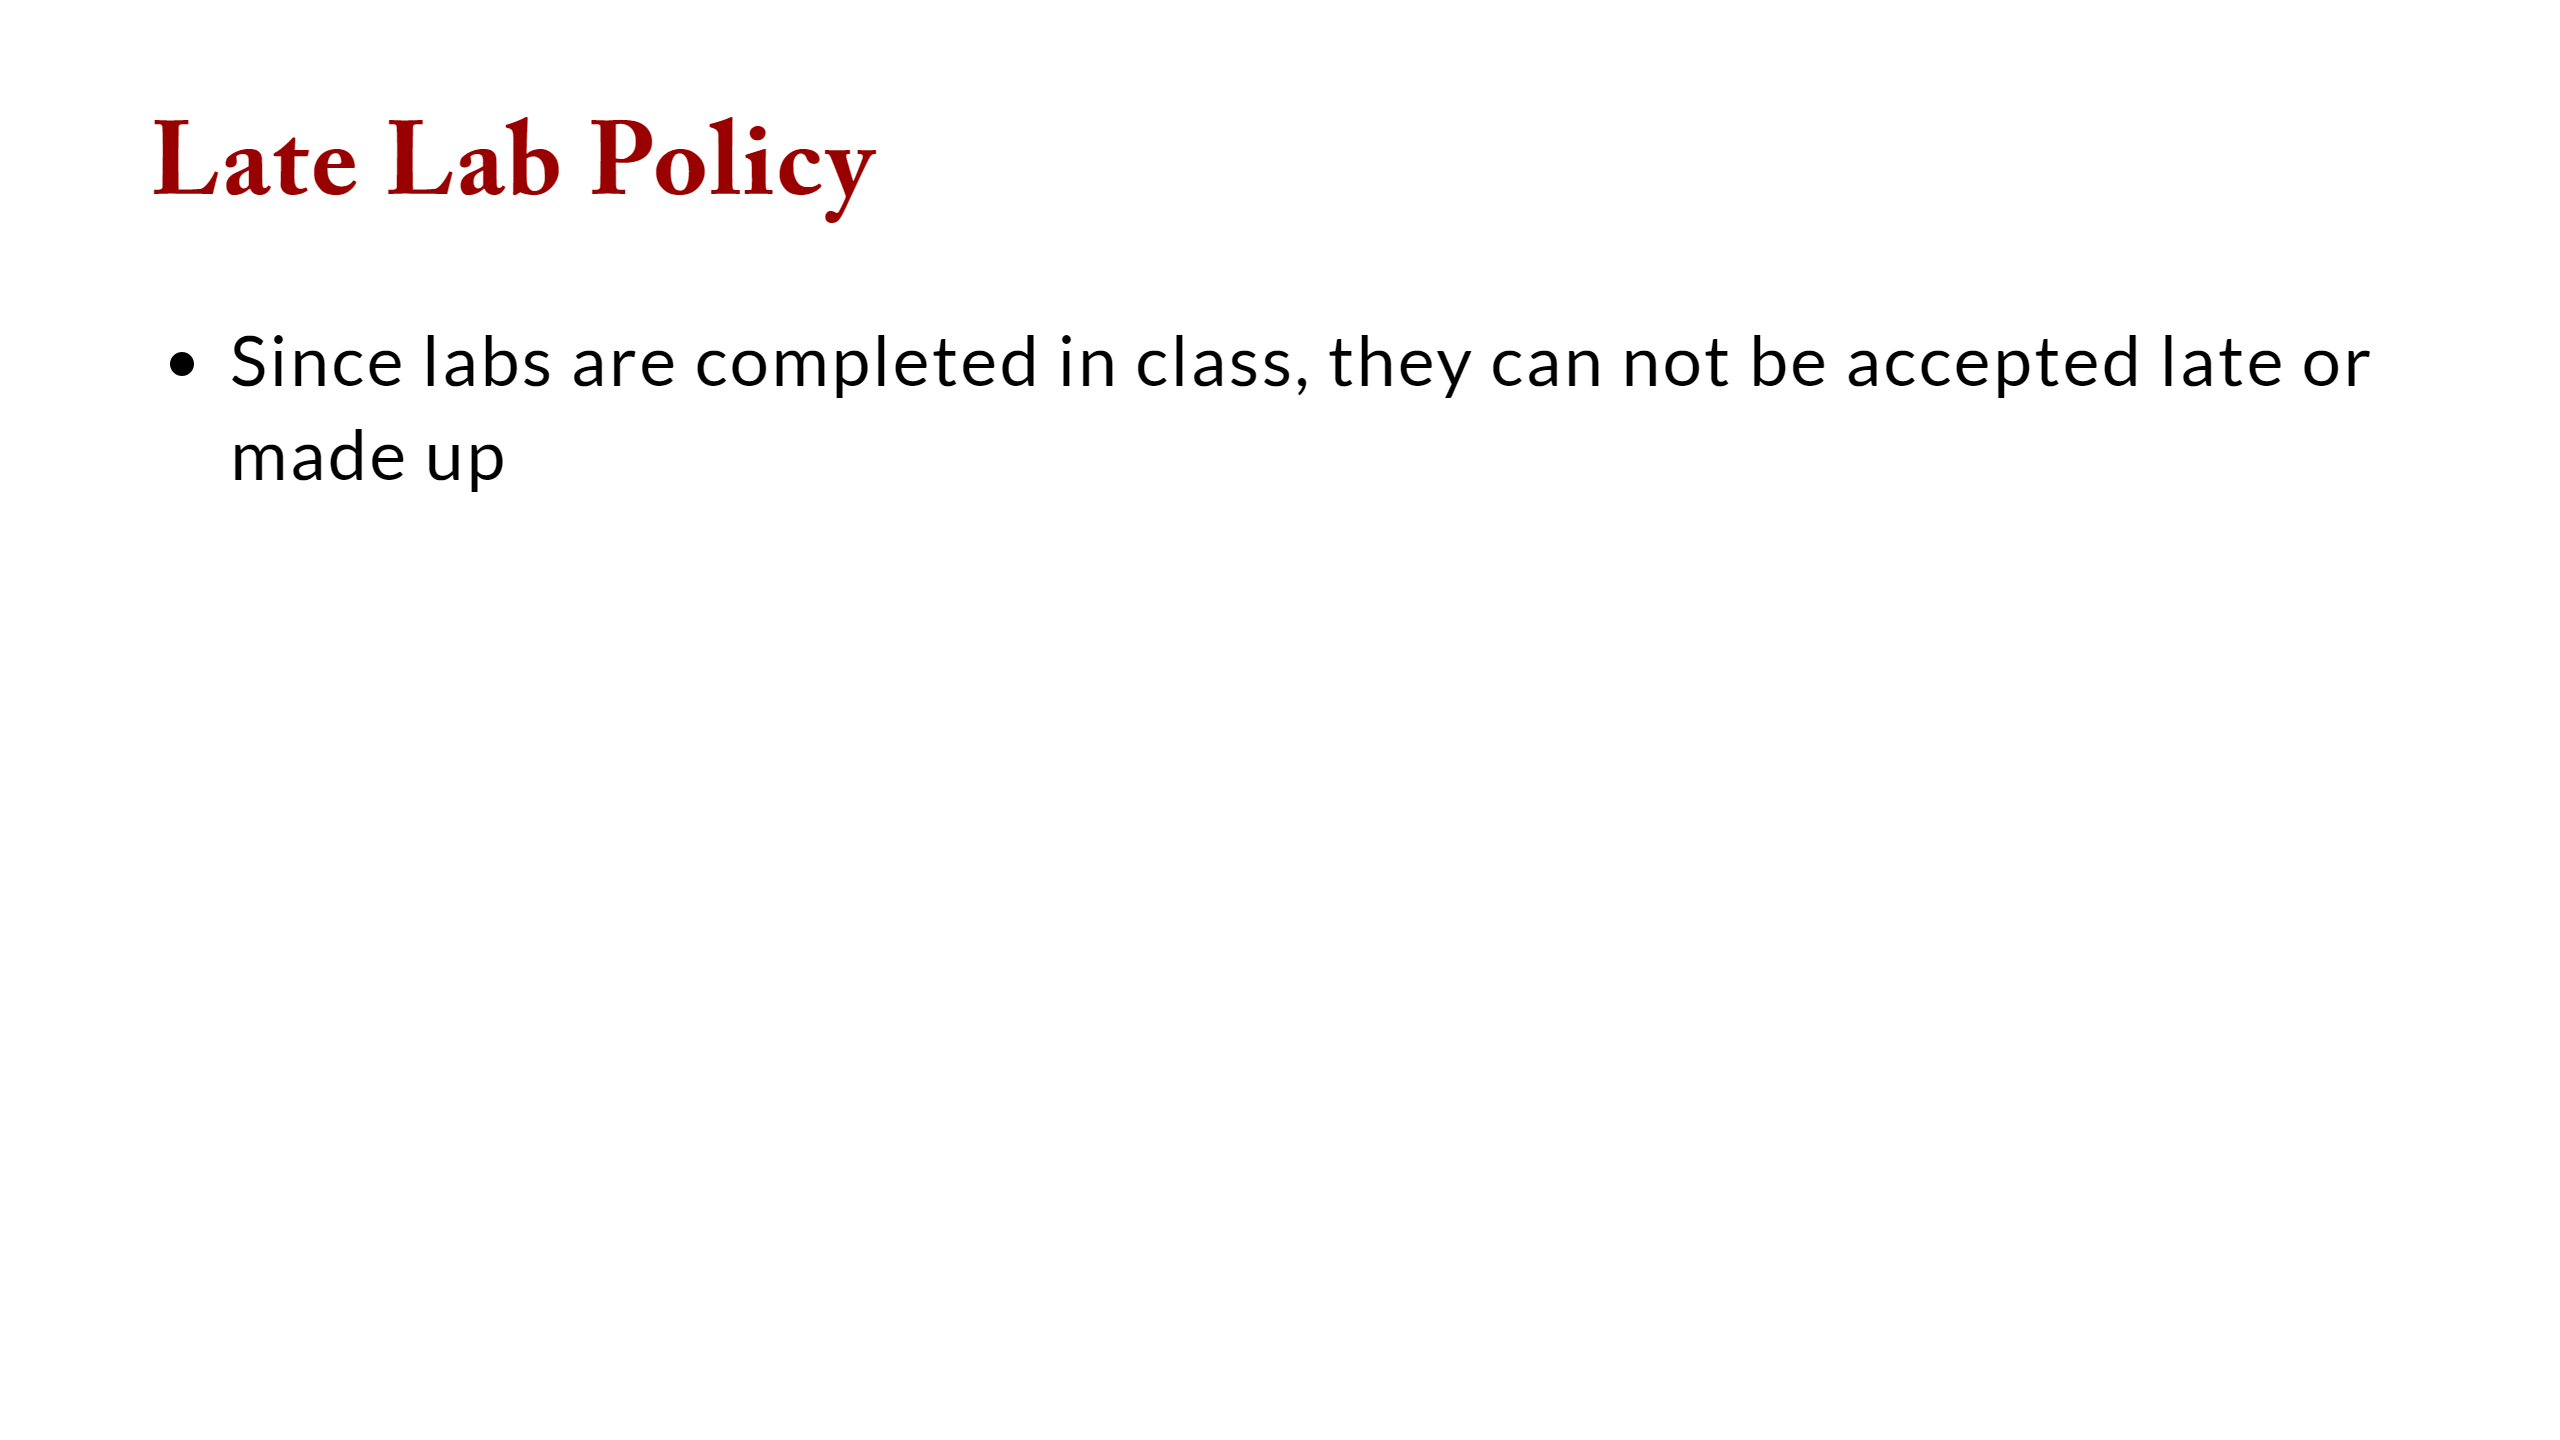 Late Lab Policy
• Since labs are completed in class, they can not be accepted late or
made up